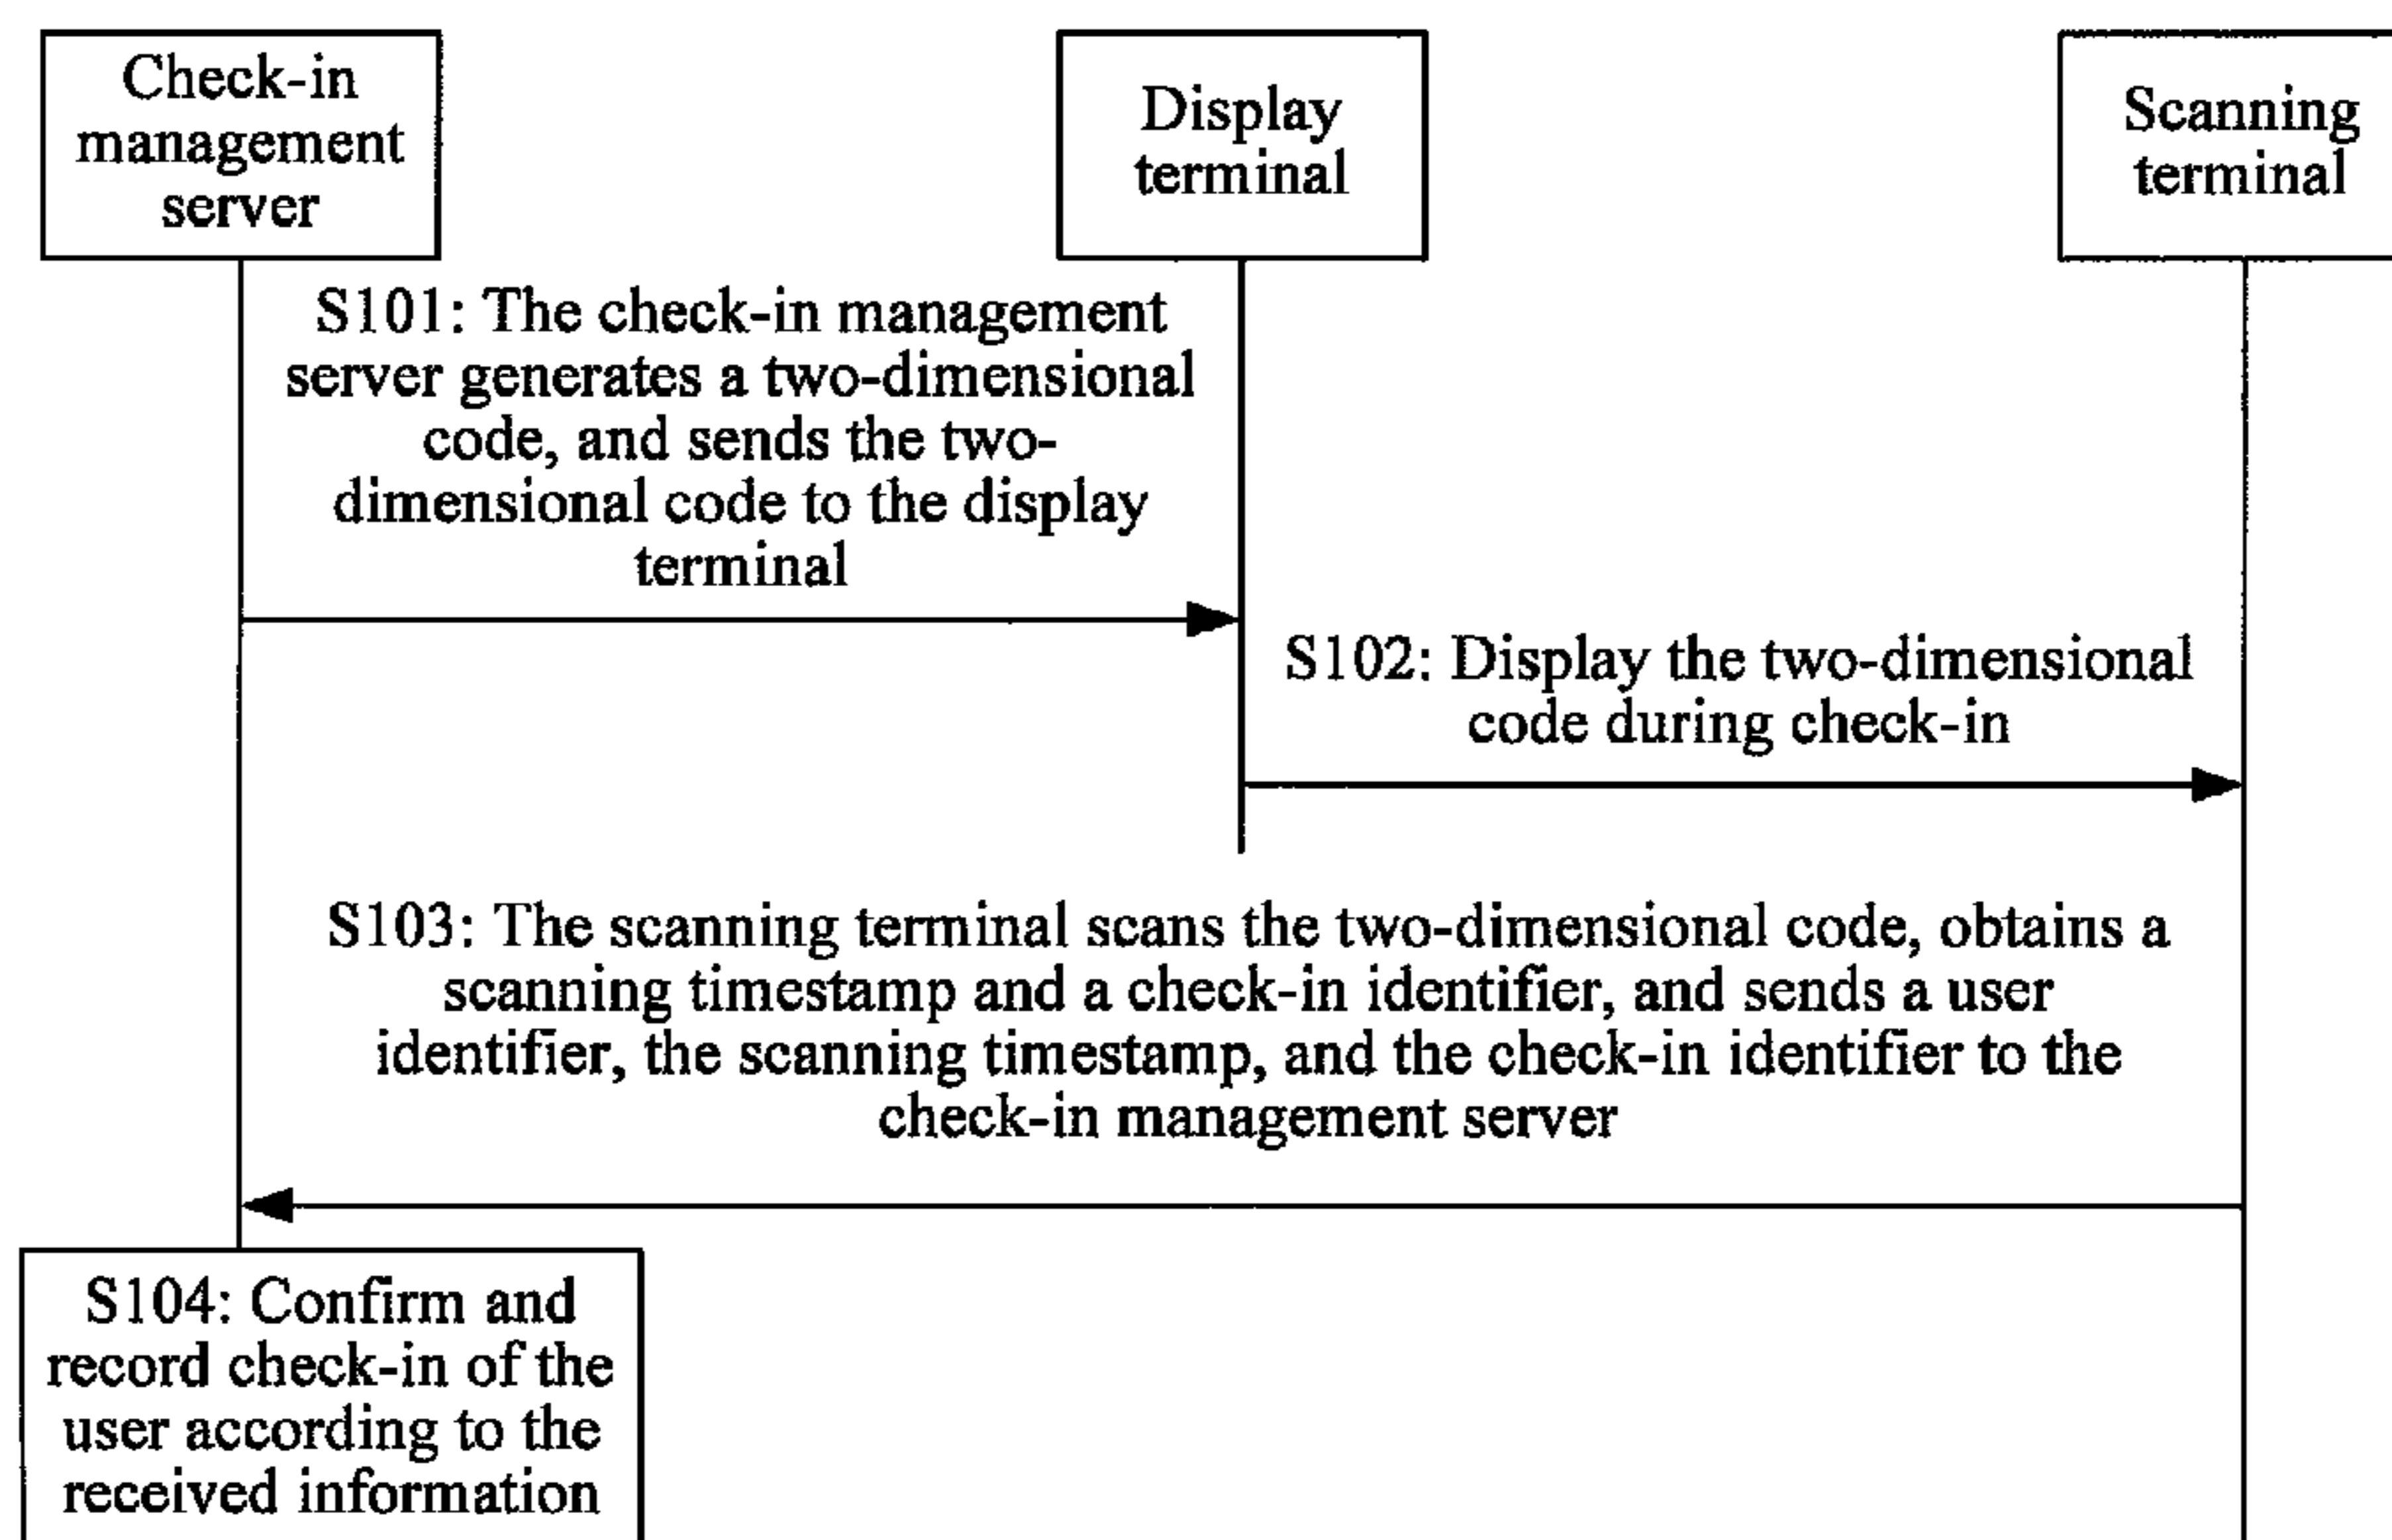 Check-in
management
server
Display
terminal
Scanning
terminal
S101: The check-in management
server generates a two-dimensional
code, and sends the two-
dimensional code to the display
terminal
S102: Display the two-dimensional
code during check-in
S103: The scanning terminal scans the two-dimensional code, obtains a
scanning timestamp and a check-in identifier, and sends a user
identifier, the scanning timestamp, and the check-in identifier to the
check-in management server
S104: Confirm and
record check-in of the
user according to the
received information